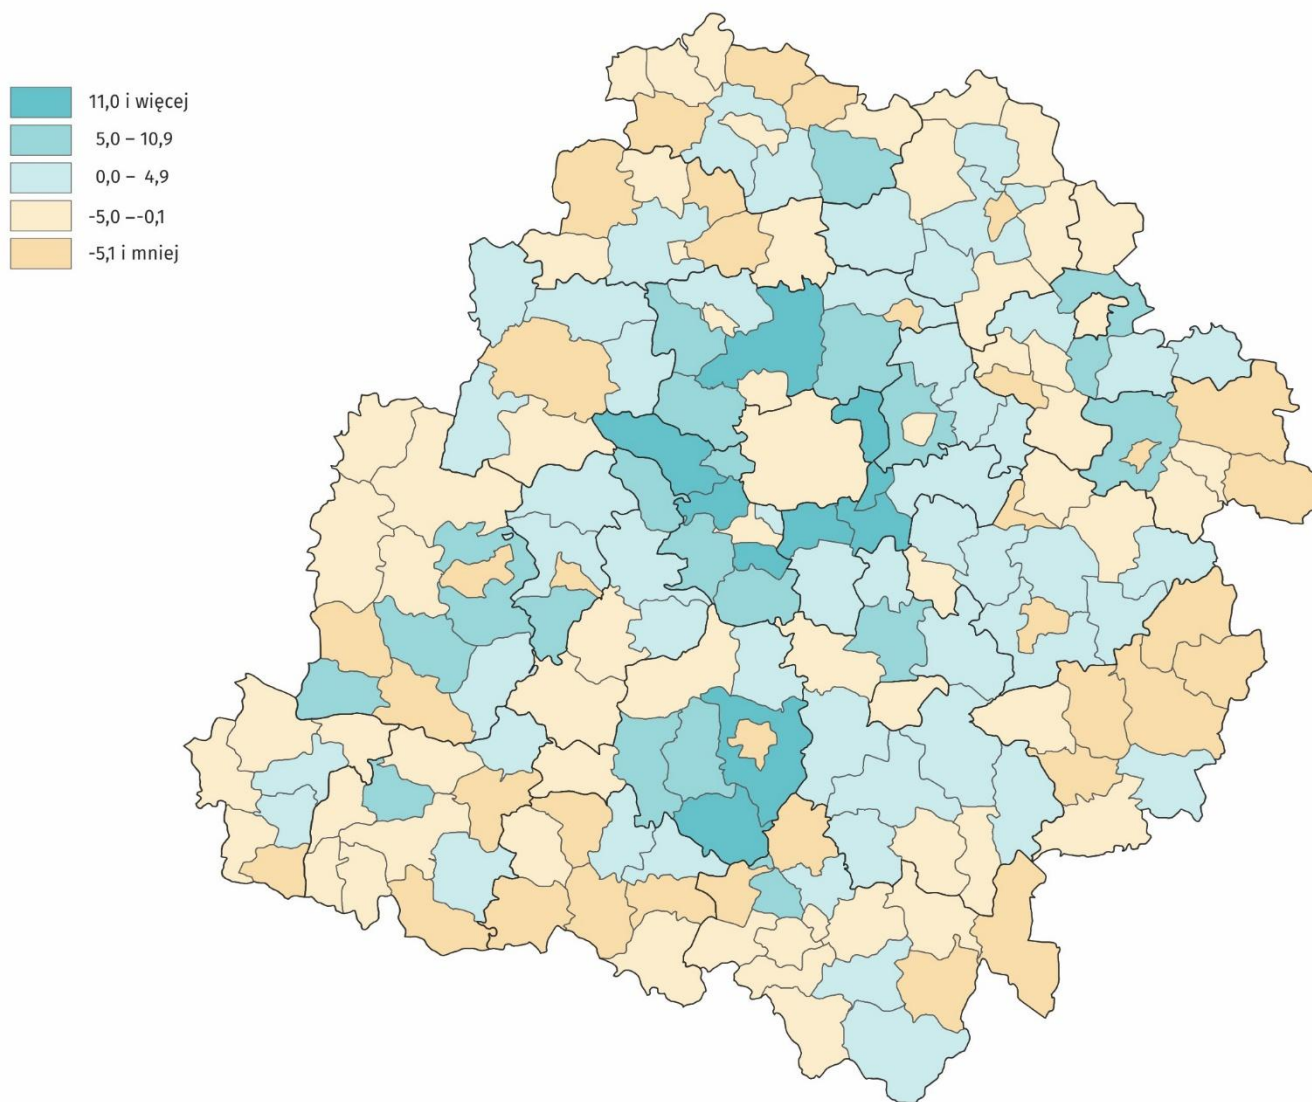 11,0 i więcej
5,0 – 10,9
0,0 – 4,9
-5,0 –-0,1
-5,1 i mniej